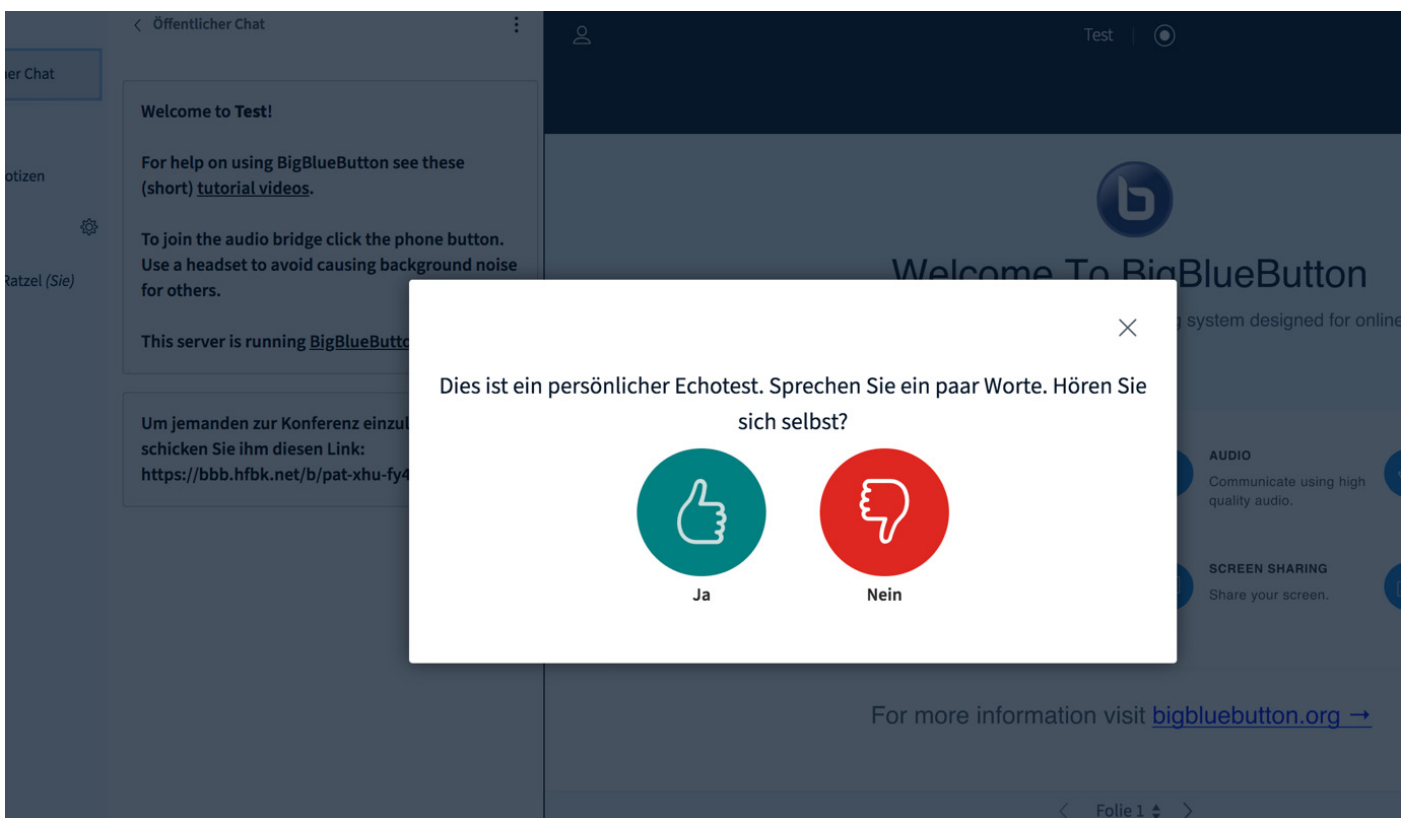 Öffentlicher Chat
Test
her Chat
Welcome to Test!
For help on using BigBlueButton see these
(short) tutorial videos.
otizen
To join the audio bridge click the phone button.
Use a headset to avoid causing background noise
for others.
Ratzel (Sie)
This server is running BigBlueButto
Um jemanden zur Konferenz einzul
schicken Sie ihm diesen Link:
https://bbb.hfbk.net/b/pat-xhu-fy4
Welcome To BigBlueButton
system designed for online
Dies ist ein persönlicher Echotest. Sprechen Sie ein paar Worte. Hören Sie
sich selbst?
Ja
Nein
AUDIO
Communicate using high
quality audio.
SCREEN SHARING
Share your screen.
For more information visit bigbluebutton.org →
Folie 1